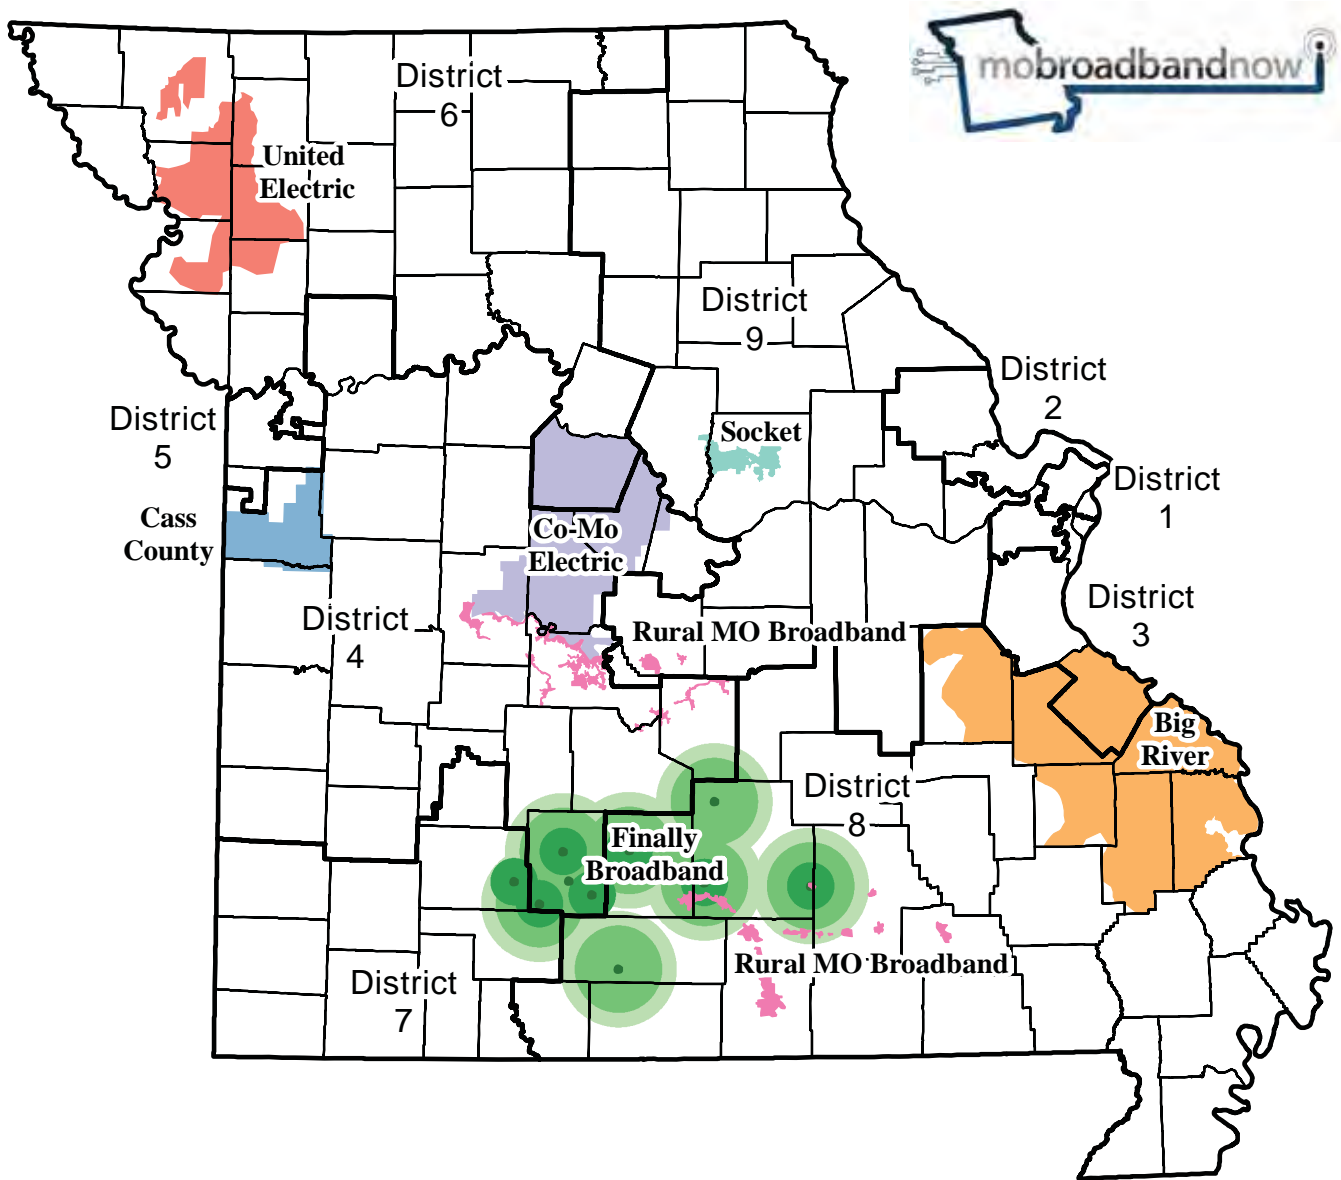 mobroadbandnow
District
6
United
Electric
District
9
District
2
District
5
Socket
District
1
Cass
County
Co-Mo
Electric
District
3
District
4
Rural MO Broadband
Big
River
District
8
Finally
Broadband
Rural MO Broadband
District
7